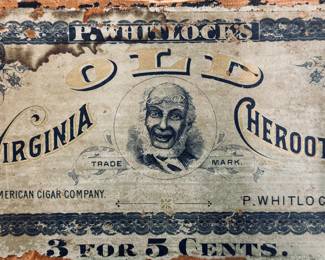 P. WHITLOCK'S
OLD
VIRGINIA CHEROOT
TRADE MARK.
AMERICAN CIGAR COMPANY. P. WHITLOC
3 FOR 5 CENTS.